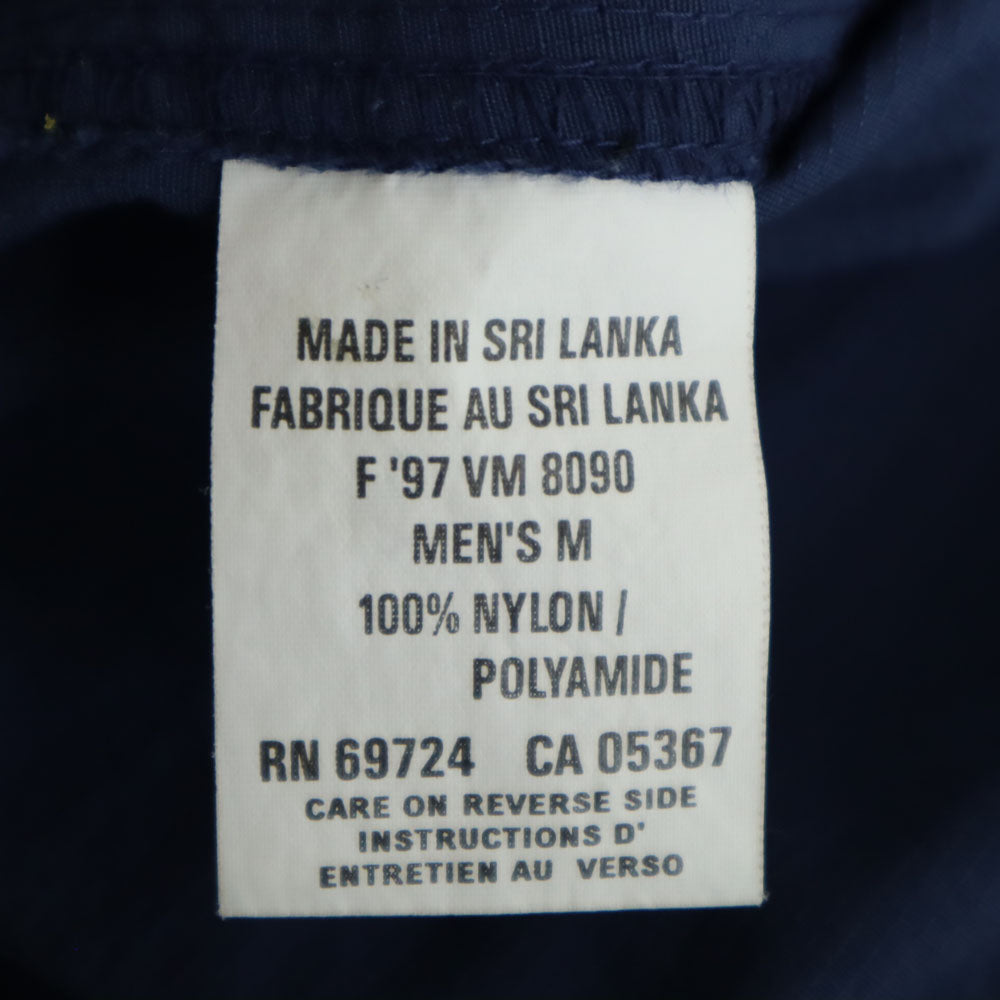 MADE IN SRI LANKA
FABRIQUE AU SRI LANKA
F '97 VM 8090
MEN'S M
100% NYLON /
POLYAMIDE
RN 69724 CA 05367
CARE ON REVERSE SIDE
INSTRUCTIONS D'
ENTRETIEN AU VERSO